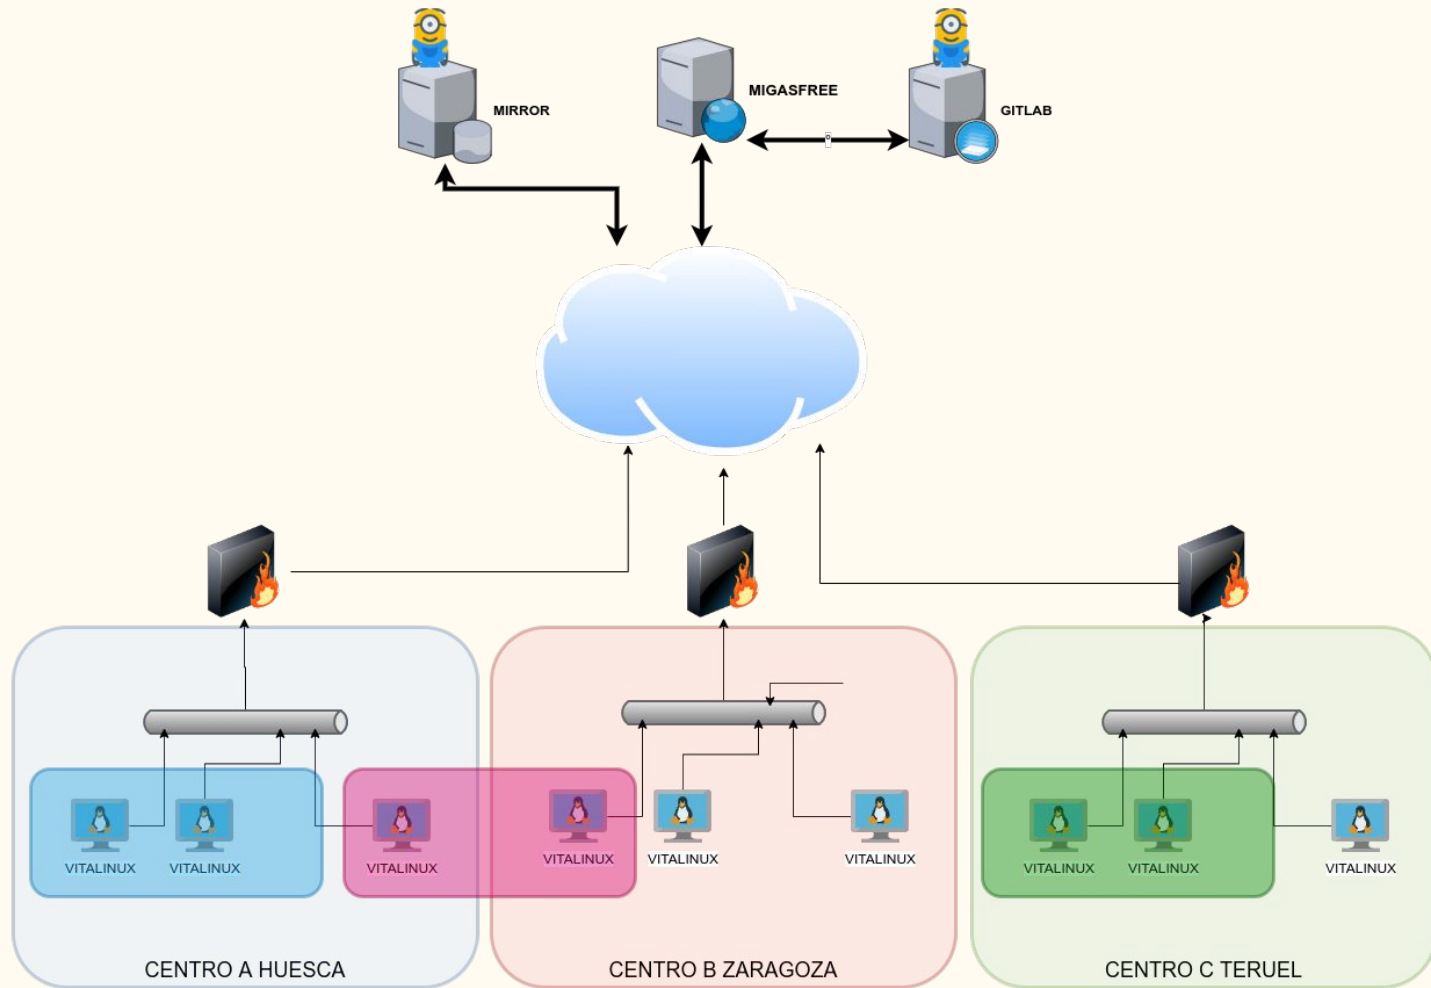 MIRROR
MIGASFREE
GITLAB
VITALINUX
VITALINUX
VITALINUX
VITALINUX
VITALINUX
VITALINUX
VITALINUX
VITALINUX
VITALINUX
CENTRO A HUESCA
CENTRO B ZARAGOZA
CENTRO C TERUEL